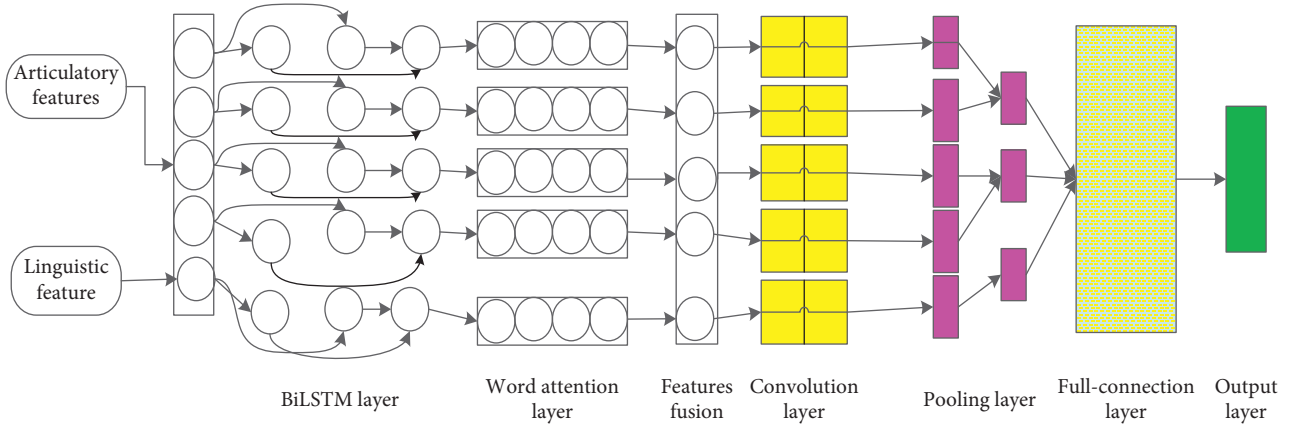 Articulatory
features
Linguistic
feature
BiLSTM layer
Word attention
layer
Features
fusion
Convolution
layer
Pooling layer
Full-connection
layer
Output
layer